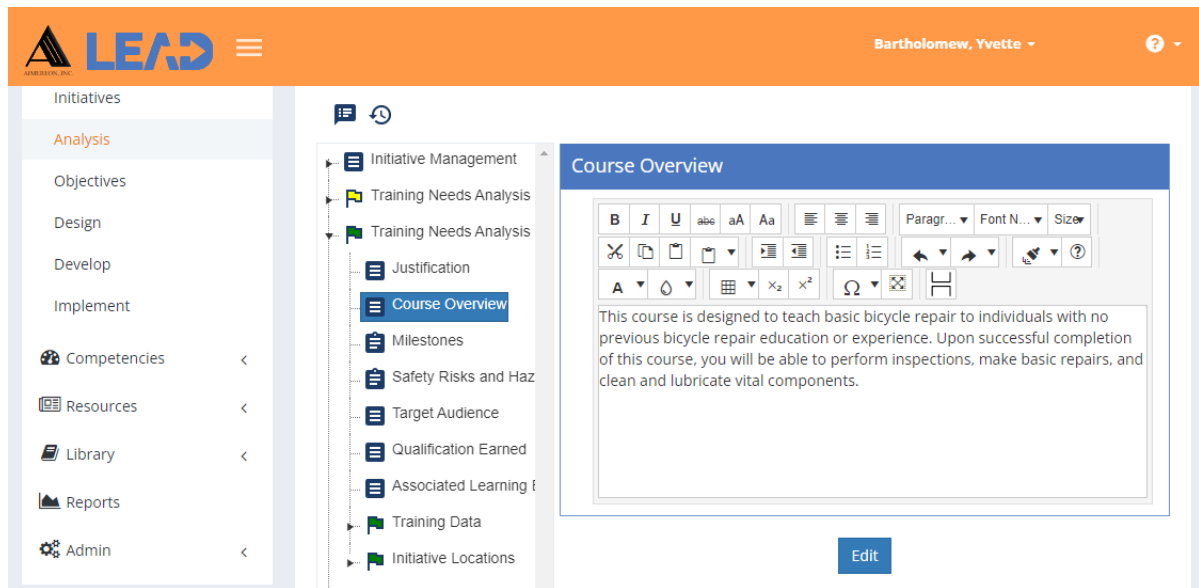 AIMEREON, INC.
LEAD
Bartholomew, Yvette
Initiatives
Analysis
Objectives
Design
Develop
Implement
Competencies
Resources
Library
Reports
Admin
Initiative Management
Training Needs Analysis
Training Needs Analysis
Justification
Course Overview
Milestones
Safety Risks and Haz
Target Audience
Qualification Earned
Associated Learning E
Training Data
Initiative Locations
Course Overview
B I U abc aA Aa Paragr... Font N... Size
A x₂ x² Ω
This course is designed to teach basic bicycle repair to individuals with no
previous bicycle repair education or experience. Upon successful completion
of this course, you will be able to perform inspections, make basic repairs, and
clean and lubricate vital components.
Edit